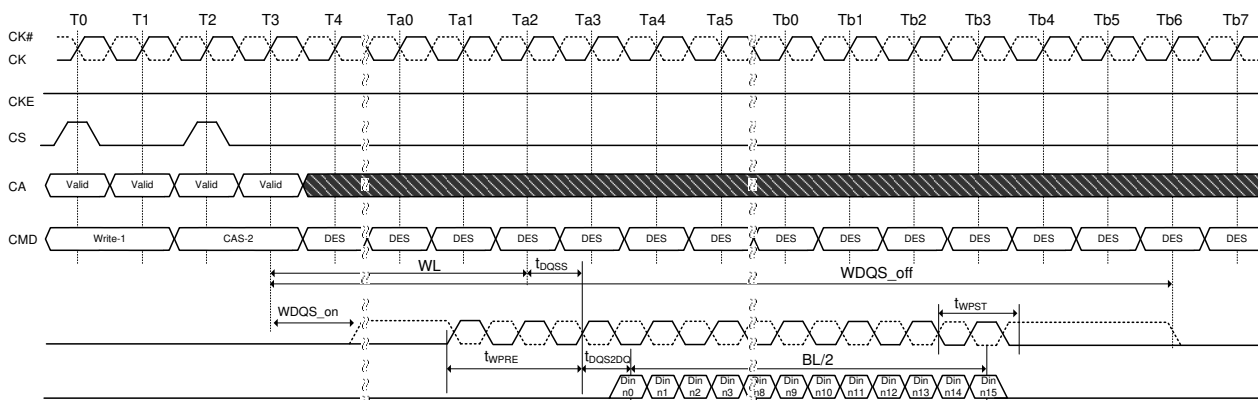 T0 T1 T2 T3 T4 Ta0 Ta1 Ta2 Ta3 Ta4 Ta5 Tb0 Tb1 Tb2 Tb3 Tb4 Tb5 Tb6 Tb7
CK#
CK
CKE
CS
CA Valid Valid Valid Valid
CMD Write-1 CAS-2 DES DES DES DES DES DES DES DES DES DES DES DES DES DES DES
WL tDQSS WDQS_off
WDQS_on tWPST
tWPRE tDQS2DQ BL/2
Din Din Din Din Din Din Din Din Din Din Din Din
n0 n1 n2 n3 n8 n9 n10 n11 n12 n13 n14 n15